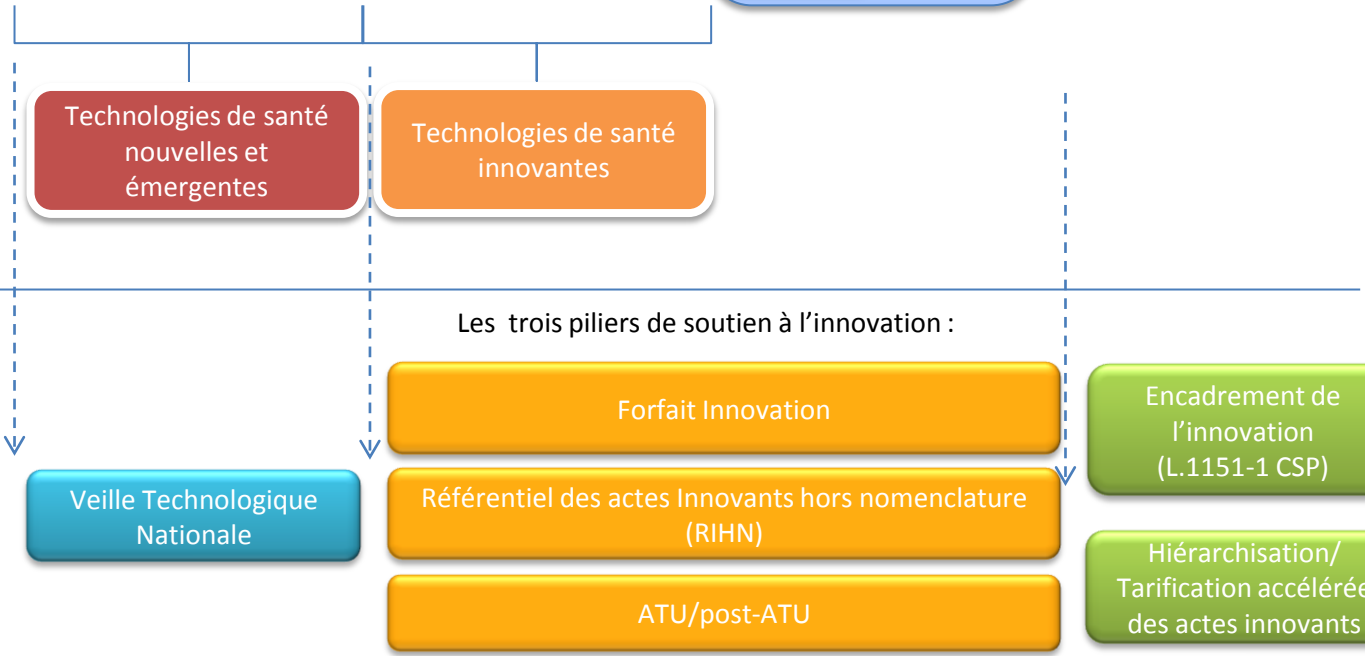 Technologies de santé
nouvelles et
émergentes
Technologies de santé
innovantes
Les trois piliers de soutien à l’innovation :
Forfait Innovation
Encadrement de
l’innovation
(L.1151-1 CSP)
Veille Technologique
Nationale
Référentiel des actes Innovants hors nomenclature
(RIHN)
Hiérarchisation/
Tarification accélérée
des actes innovants
ATU/post-ATU